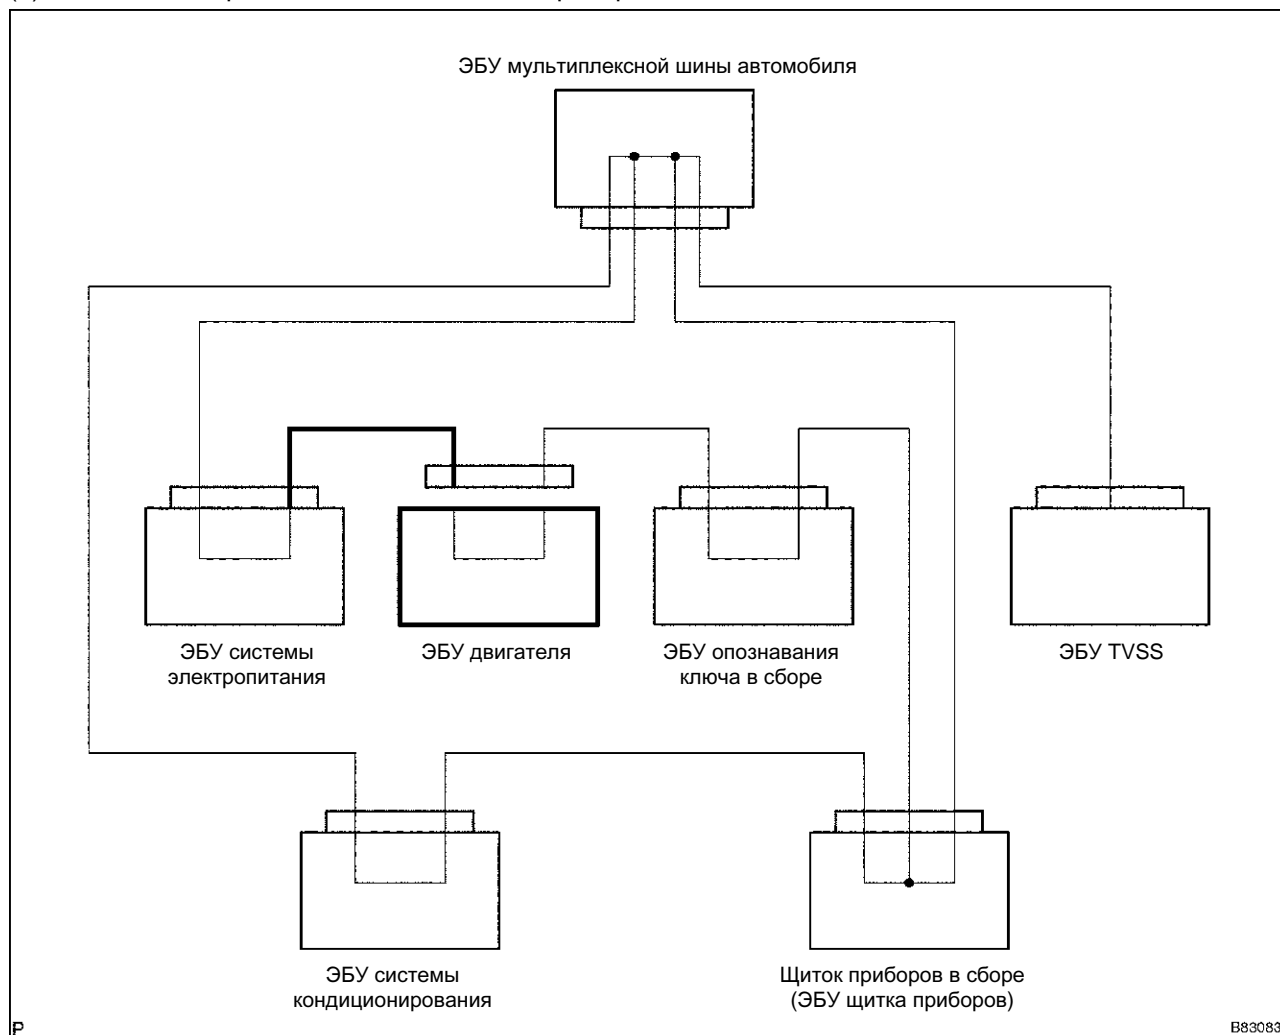 ЭБУ мультиплексной шины автомобиля
ЭБУ системы
электропитания
ЭБУ двигателя
ЭБУ опознавания
ключа в сборе
ЭБУ TVSS
ЭБУ системы
кондиционирования
Щиток приборов в сборе
(ЭБУ щитка приборов)
P
B83083